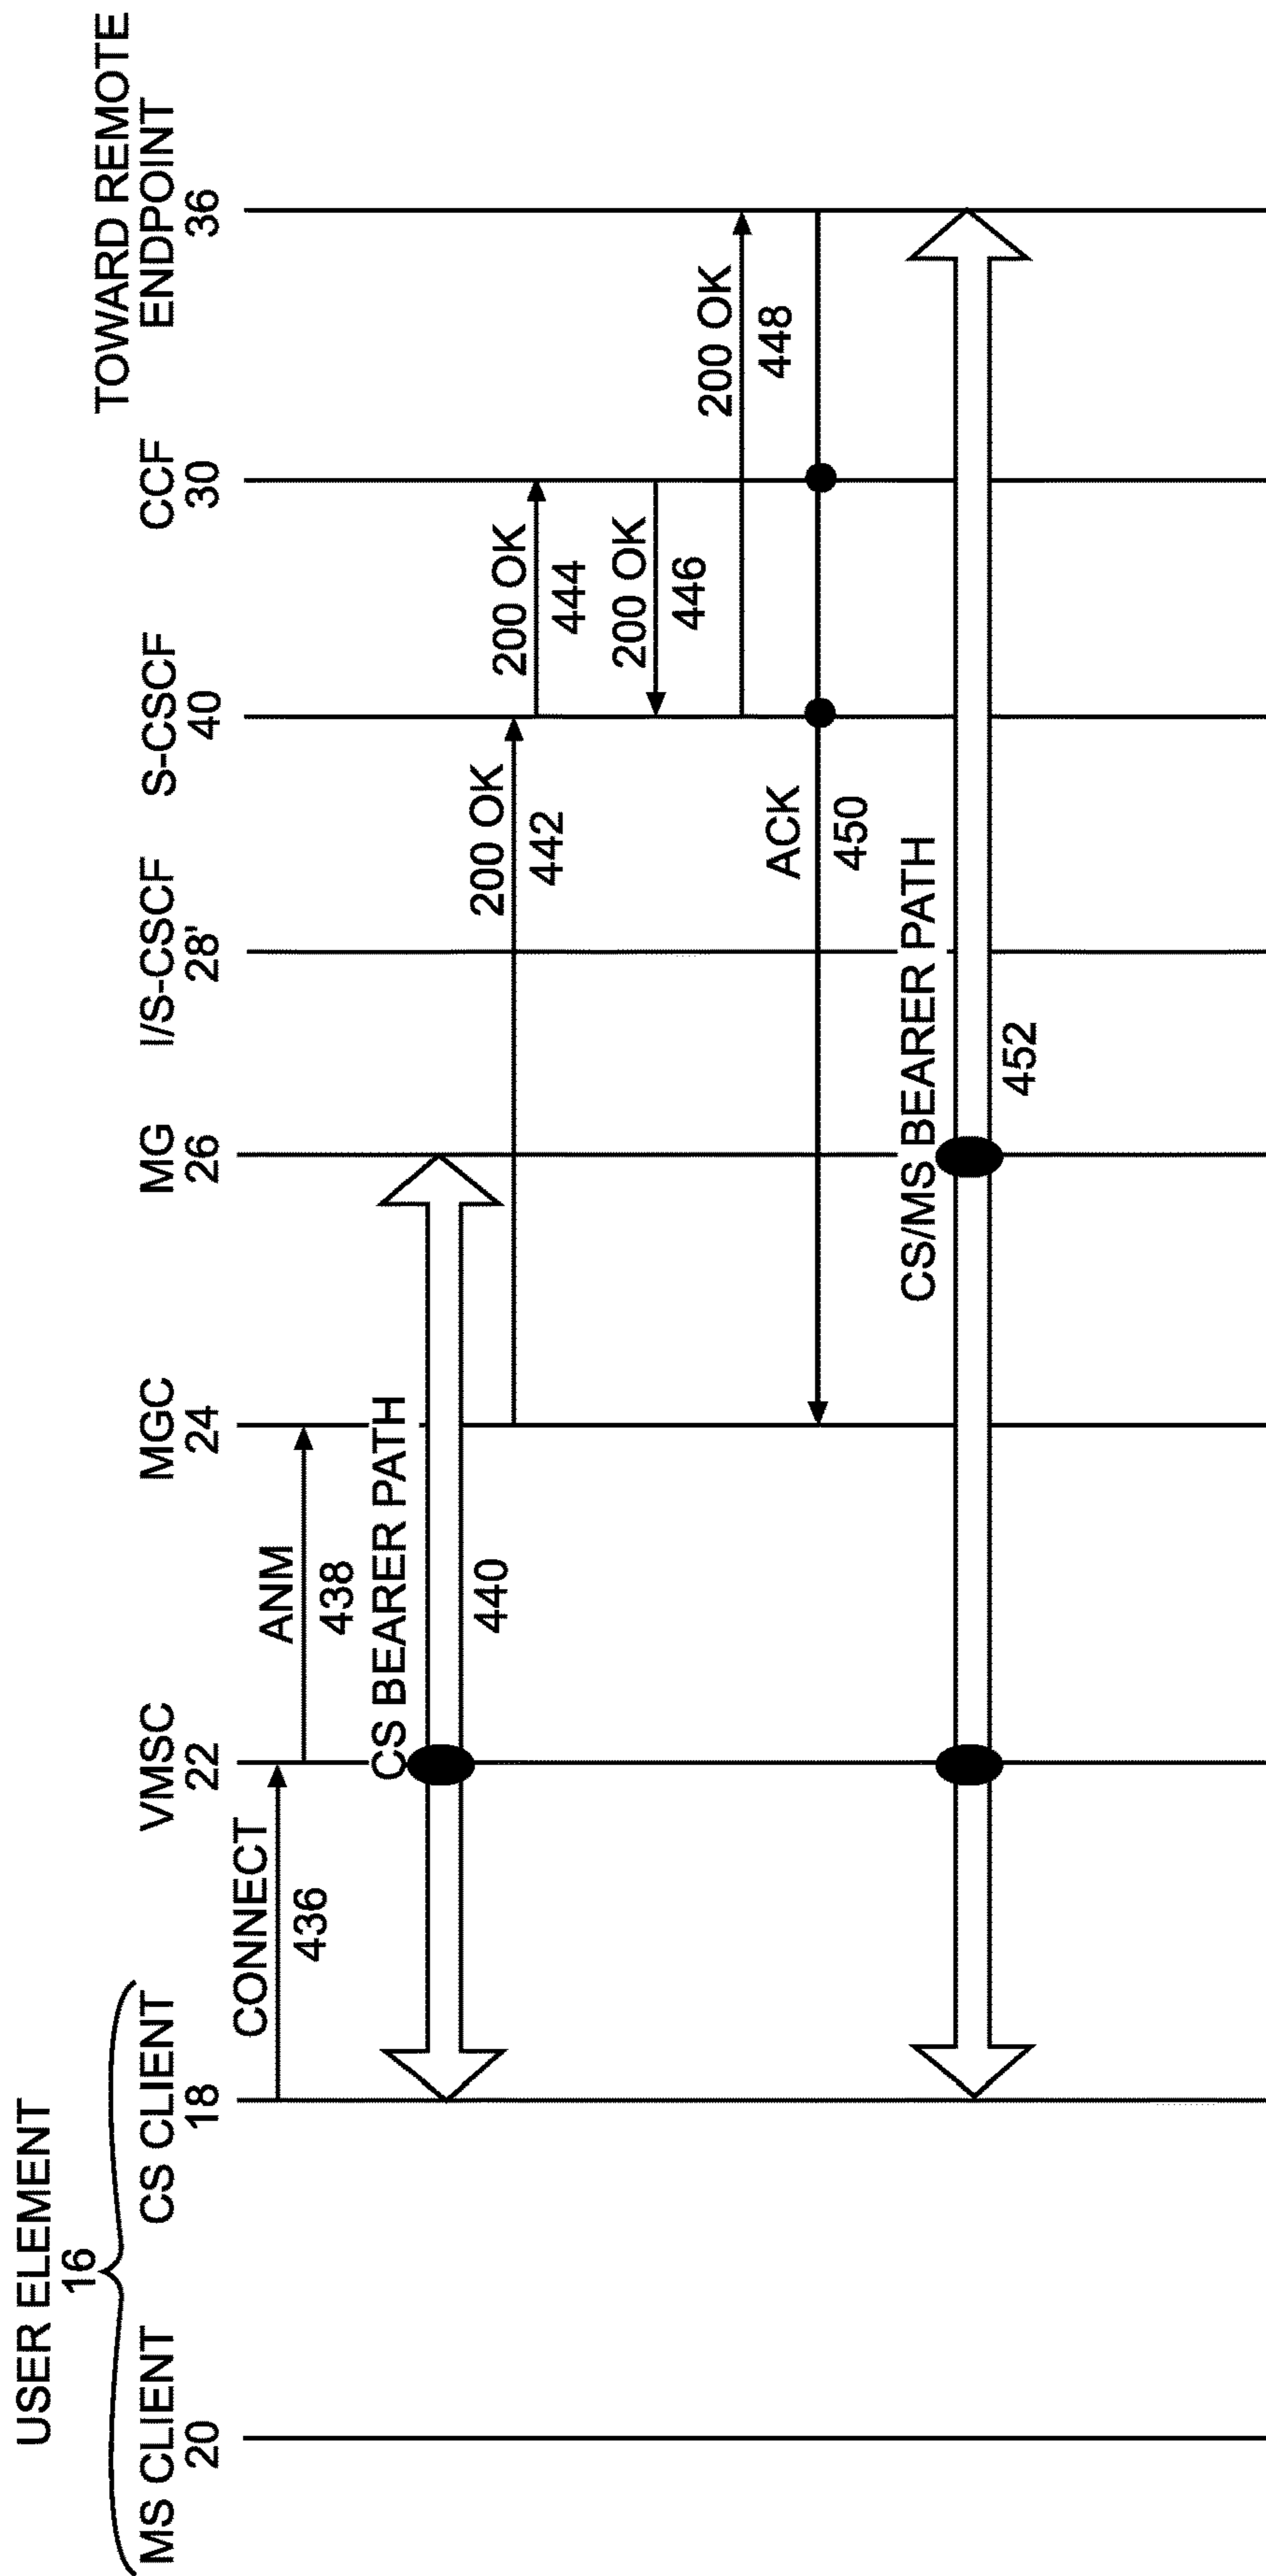 USER ELEMENT
16
MS CLIENT
20
CS CLIENT
18
VMSC
22
MGC
24
MG
26
I/S-CSCF
28'
S-CSCF
40
CCF
30
TOWARD REMOTE
ENDPOINT
36
CONNECT
436
ANM
438
CS BEARER PATH
440
200 OK
442
200 OK
444
200 OK
446
200 OK
448
ACK
450
CS/MS BEARER PATH
452